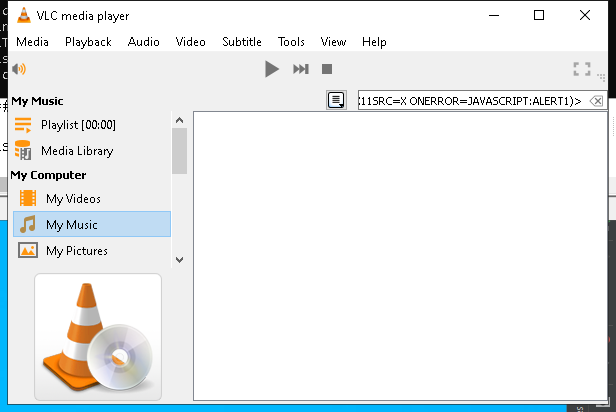 VLC media player
Media Playback Audio Video Subtitle Tools View Help
My Music
11SRC=X ONERROR=JAVASCRIPT:ALERT1)>
Playlist [00:00]
Media Library
My Computer
My Videos
My Music
My Pictures